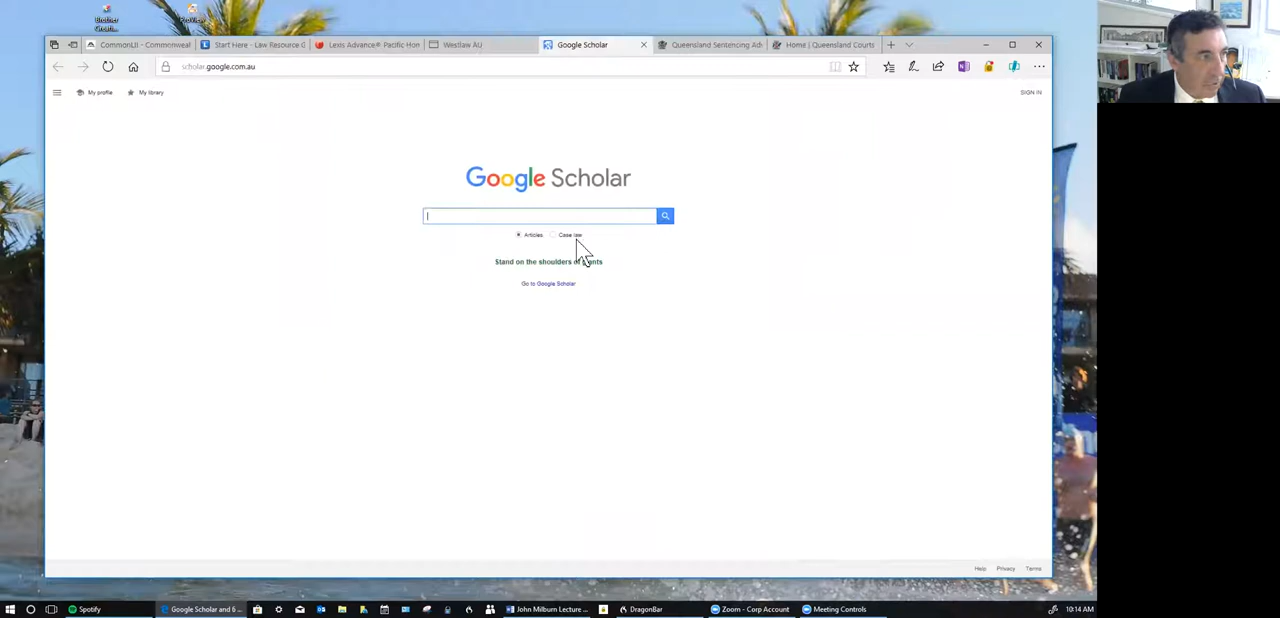 Brother
Creati...
ProView
CommonLII - Commonweal
Start Here - Law Resource G
Lexis Advance® Pacific Hon
Westlaw AU
Google Scholar
Queensland Sentencing Adv
Home | Queensland Courts
scholar.google.com.au
My profile
My library
SIGN IN
Google Scholar
Articles
Case law
Stand on the shoulders of giants
Go to Google Scholar
Help
Privacy
Terms
Spotify
Google Scholar and 6 ...
John Milburn Lecture ...
DragonBar
Zoom - Corp Account
Meeting Controls
10:14 AM